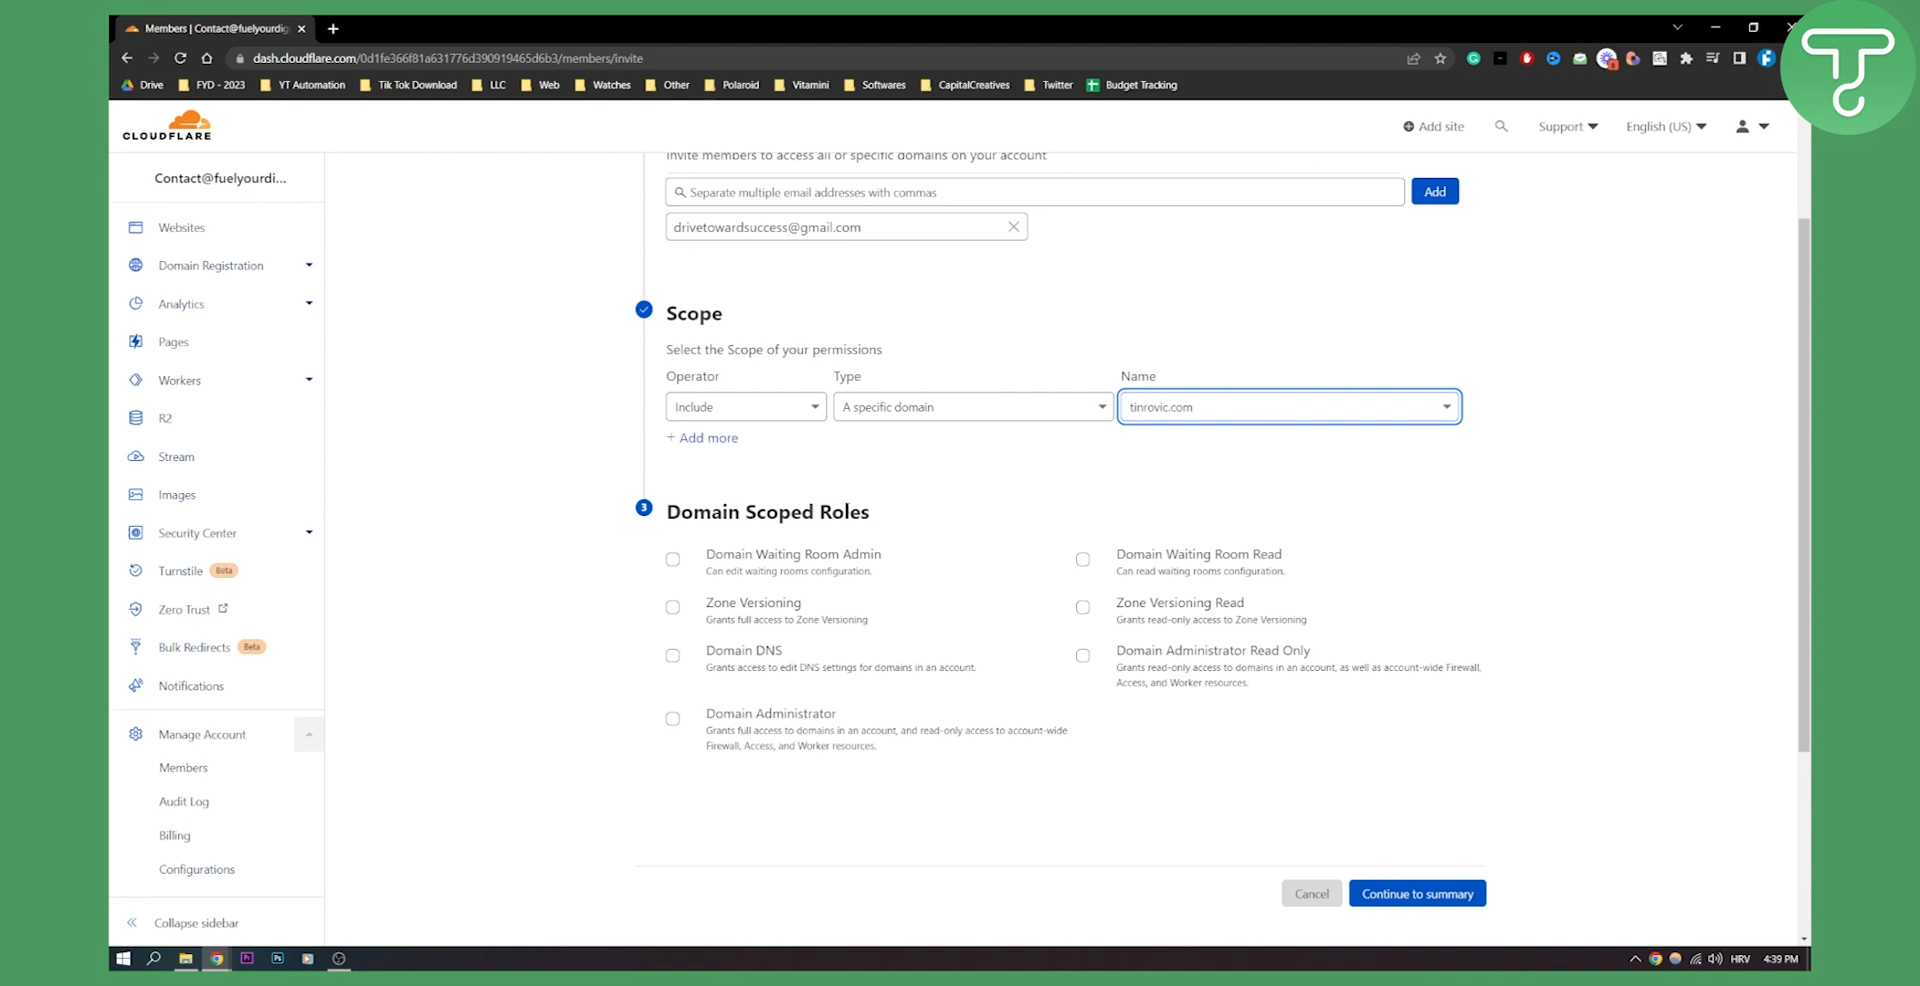 Members | Contact@fuelyourdig
dash.cloudflare.com/0d1fe366f81a631776d390919465d6b3/members/invite
Drive FYD - 2023 YT Automation Tik Tok Download LLC Web Watches Other Polaroid Vitamini Softwares CapitalCreatives Twitter Budget Tracking
CLOUDFLARE
Add site Support English (US)
Contact@fuelyourdi...
Websites
Domain Registration
Analytics
Pages
Workers
R2
Stream
Images
Security Center
Turnstile Beta
Zero Trust
Bulk Redirects Beta
Notifications
Manage Account
Members
Audit Log
Billing
Configurations
Collapse sidebar
Invite members to access all or specific domains on your account
Separate multiple email addresses with commas Add
drivetowardsuccess@gmail.com
Scope
Select the Scope of your permissions
Operator Type Name
Include A specific domain tinrovic.com
+ Add more
3 Domain Scoped Roles
Domain Waiting Room Admin
Can edit waiting rooms configuration.
Domain Waiting Room Read
Can read waiting rooms configuration.
Zone Versioning
Grants full access to Zone Versioning
Zone Versioning Read
Grants read-only access to Zone Versioning
Domain DNS
Grants access to edit DNS settings for domains in an account.
Domain Administrator Read Only
Grants read-only access to domains in an account, as well as account-wide Firewall,
Access, and Worker resources.
Domain Administrator
Grants full access to domains in an account, and read-only access to account-wide
Firewall, Access, and Worker resources.
Cancel Continue to summary
HRV 4:39 PM